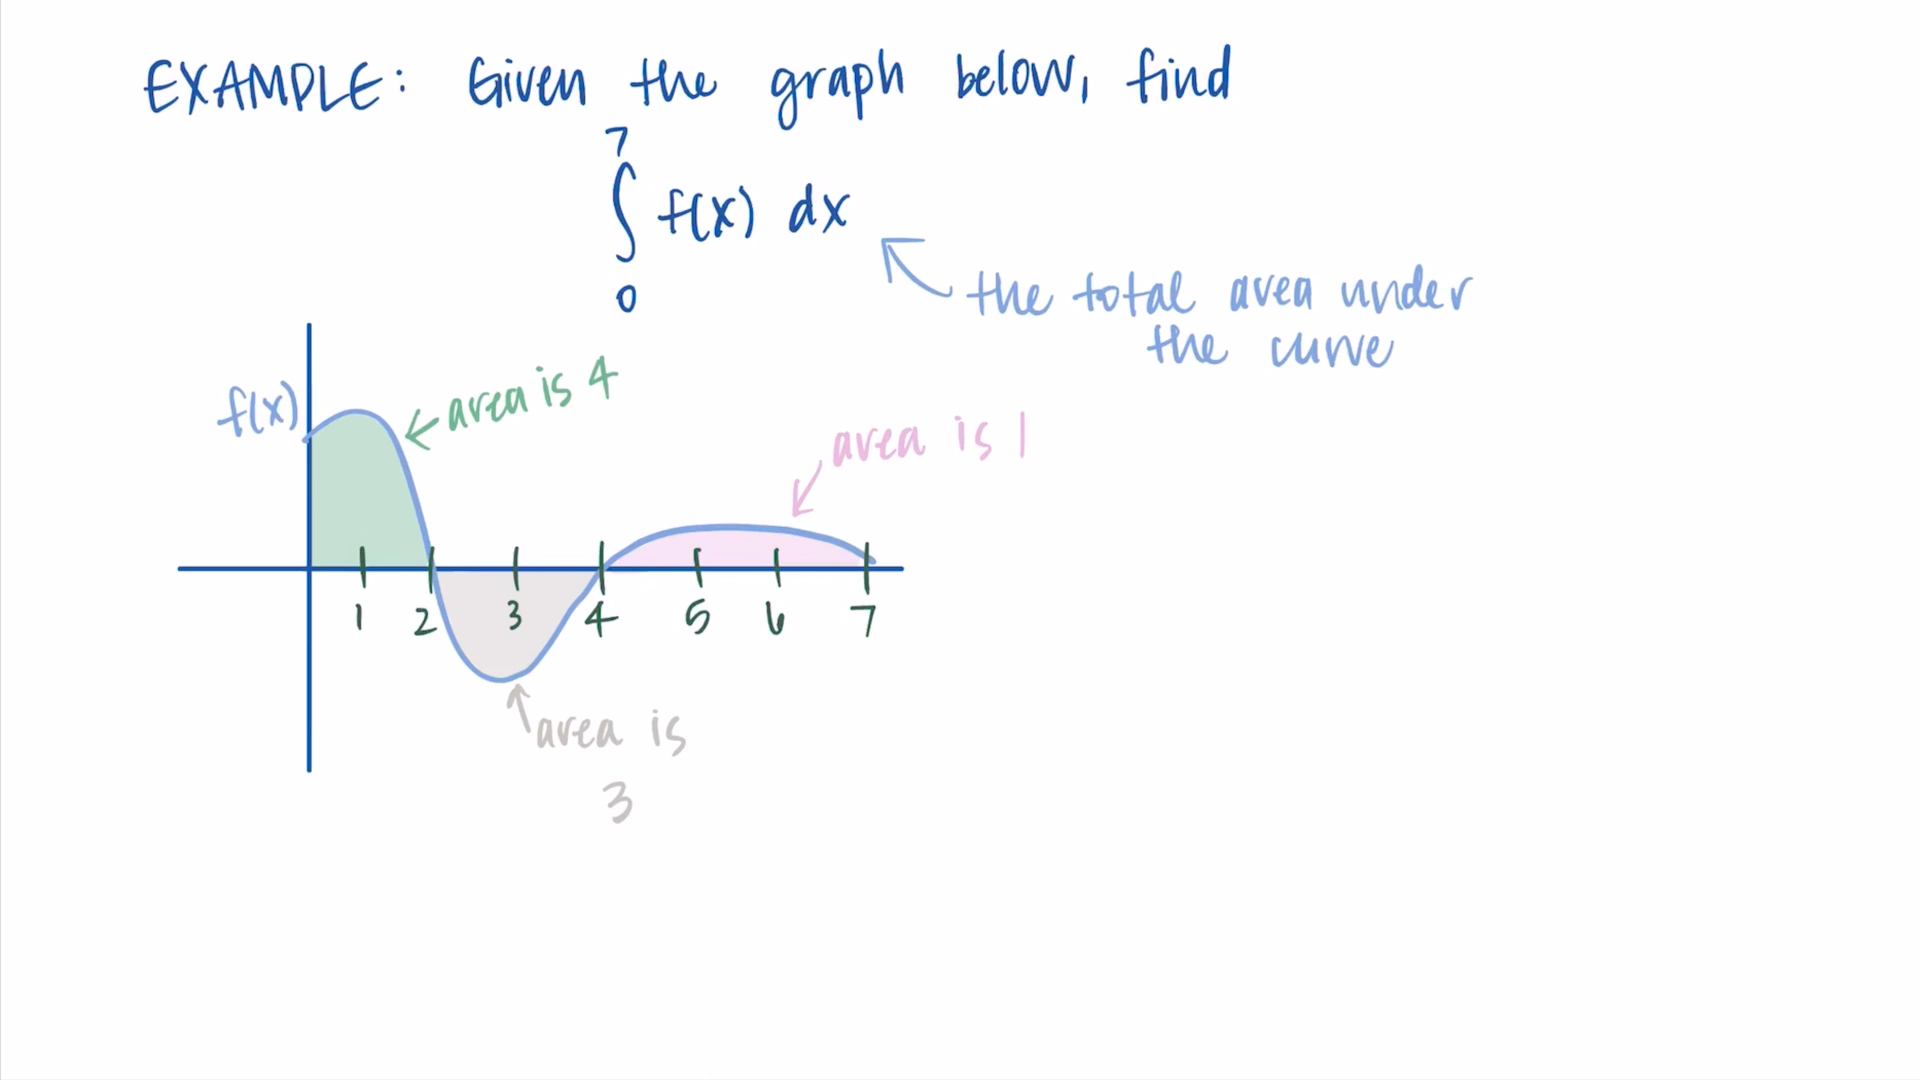 EXAMPLE: Given the graph below, find
7
∫ f(x) dx
0
the total area under
the curve
f(x)
area is 4
area is 1
1 2 3 4 5 6 7
area is
3